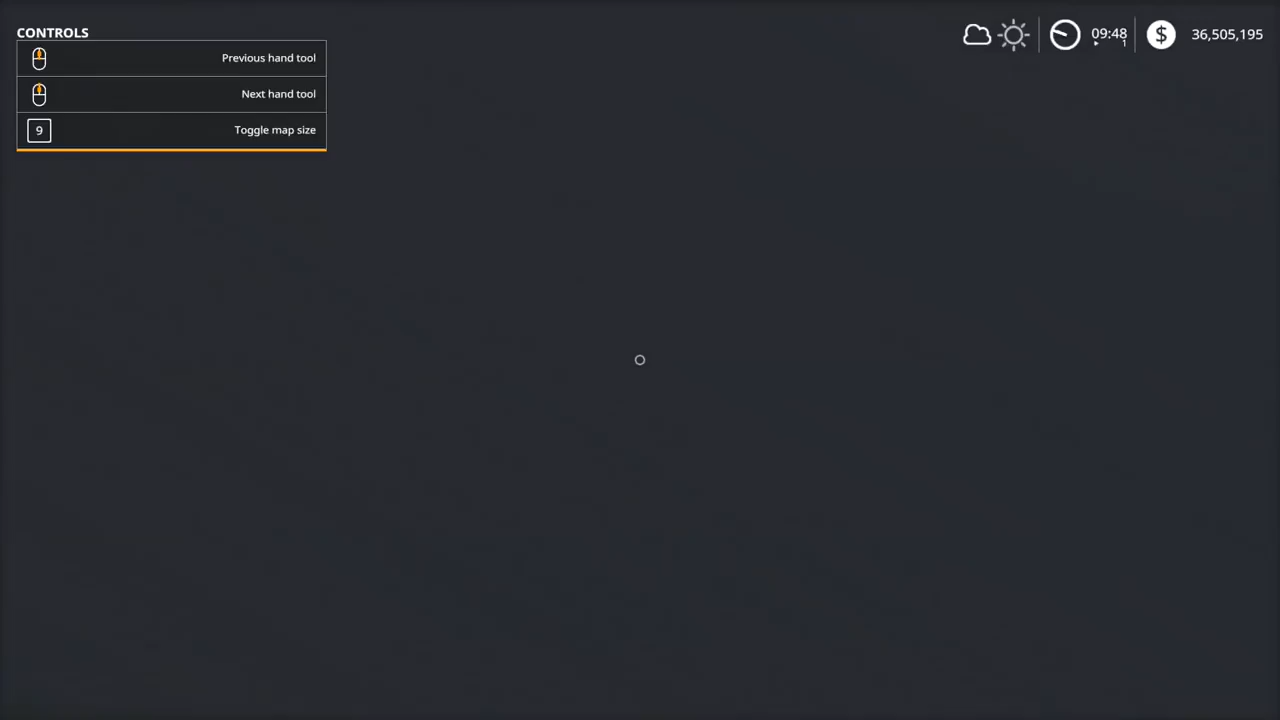 CONTROLS
Previous hand tool
Next hand tool
9 Toggle map size
09:48
1
$ 36,505,195